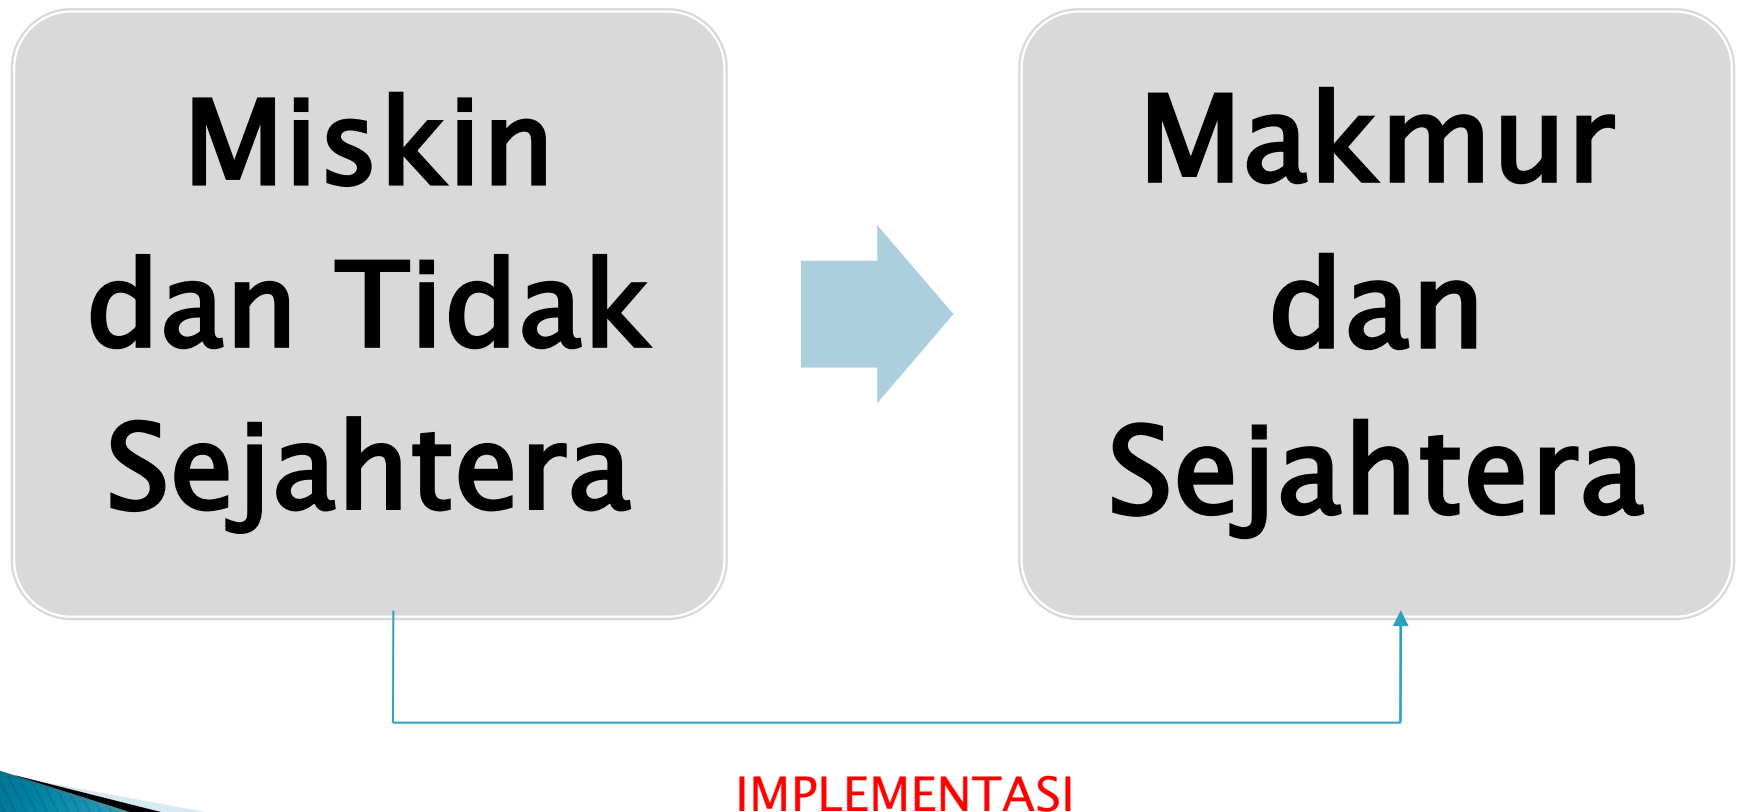 Miskin
dan Tidak
Sejahtera
Makmur
dan
Sejahtera
IMPLEMENTASI